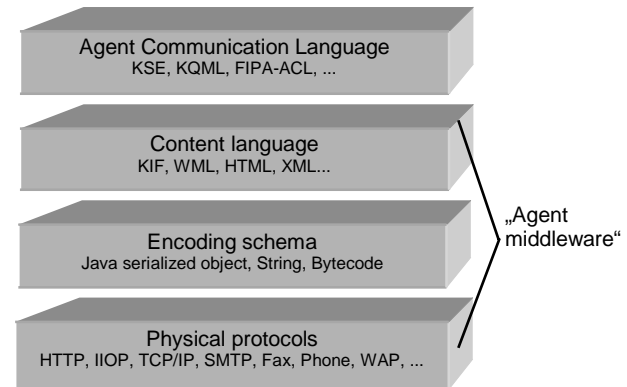 Agent Communication Language
KSE, KQML, FIPA-ACL, ...
Content language
KIF, WML, HTML, XML...
Encoding schema
Java serialized object, String, Bytecode
Physical protocols
HTTP, IIOP, TCP/IP, SMTP, Fax, Phone, WAP, ...
„Agent
middleware“